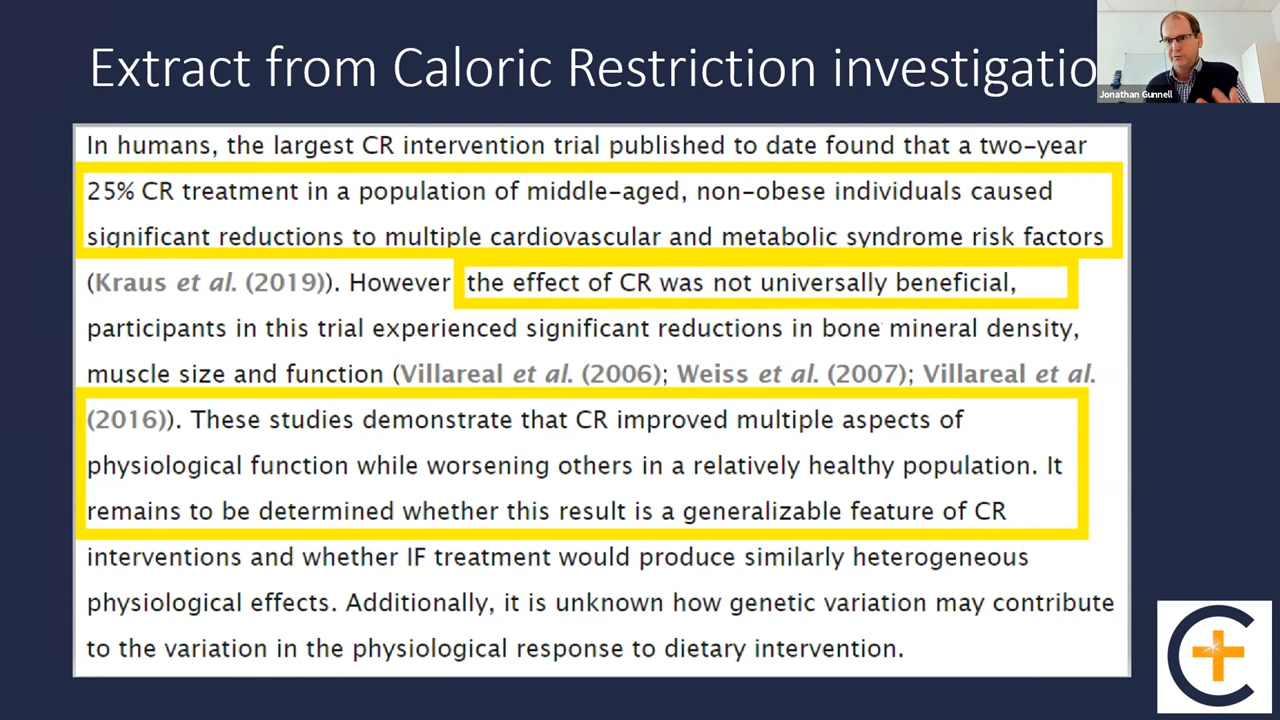 Extract from Caloric Restriction investigatio
Jonathan Gunnell
In humans, the largest CR intervention trial published to date found that a two-year
25% CR treatment in a population of middle-aged, non-obese individuals caused
significant reductions to multiple cardiovascular and metabolic syndrome risk factors
(Kraus et al. (2019)). However the effect of CR was not universally beneficial,
participants in this trial experienced significant reductions in bone mineral density,
muscle size and function (Villareal et al. (2006); Weiss et al. (2007); Villareal et al.
(2016)). These studies demonstrate that CR improved multiple aspects of
physiological function while worsening others in a relatively healthy population. It
remains to be determined whether this result is a generalizable feature of CR
interventions and whether IF treatment would produce similarly heterogeneous
physiological effects. Additionally, it is unknown how genetic variation may contribute
to the variation in the physiological response to dietary intervention.